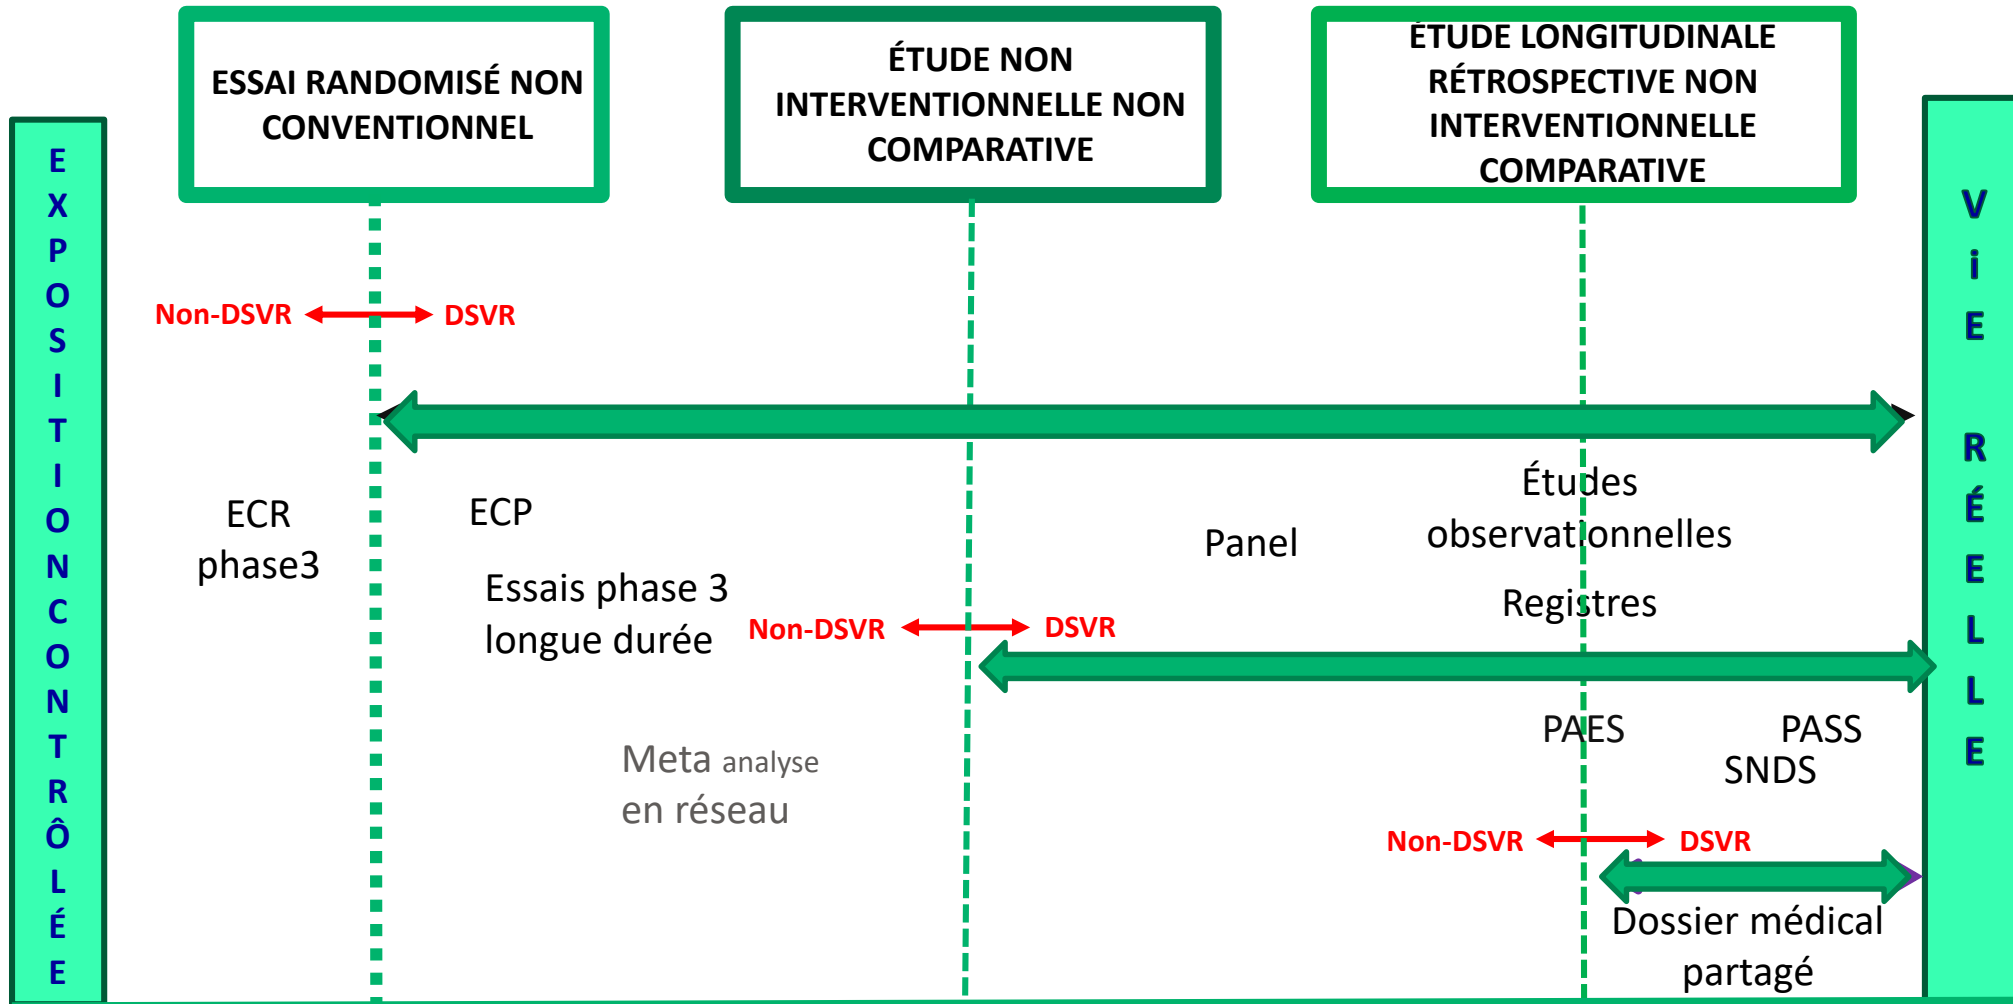 ESSAI RANDOMISÉ NON
CONVENTIONNEL
ÉTUDE NON
INTERVENTIONNELLE NON
COMPARATIVE
ÉTUDE LONGITUDINALE
RÉTROSPECTIVE NON
INTERVENTIONNELLE
COMPARATIVE
EXPOSITIONCONTRÔLÉE
ViE RÉELLE
Non-DSVR
DSVR
ECR
phase3
ECP
Essais phase 3
longue durée
Panel
Études
observationnelles
Registres
Non-DSVR
DSVR
Meta analyse
en réseau
PAES
PASS
SNDS
Non-DSVR
DSVR
Dossier médical
partagé